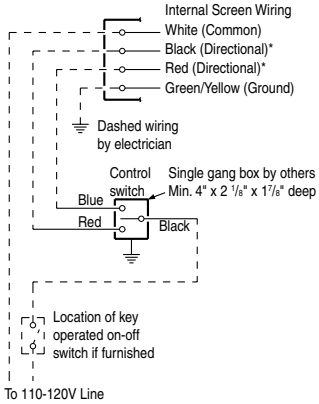 Internal Screen Wiring
White (Common)
Black (Directional)*
Red (Directional)*
Green/Yellow (Ground)
Dashed wiring
by electrician
Control
switch
Single gang box by others
Min. 4" x 2 1/8" x 1 7/8" deep
Blue
Red
Black
Location of key
operated on-off
switch if furnished
To 110-120V Line